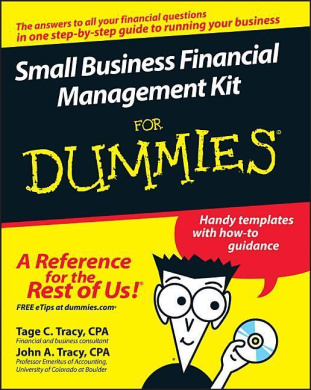 The answers to all your financial questions
in one step-by-step guide to running your business
Small Business Financial
Management Kit
FOR
DUMMIES®
Handy templates
with how-to
guidance
A Reference
for the
Rest of Us!®
FREE eTips at dummies.com®
Tage C. Tracy, CPA
Financial and business consultant
John A. Tracy, CPA
Professor Emeritus of Accounting,
University of Colorado at Boulder